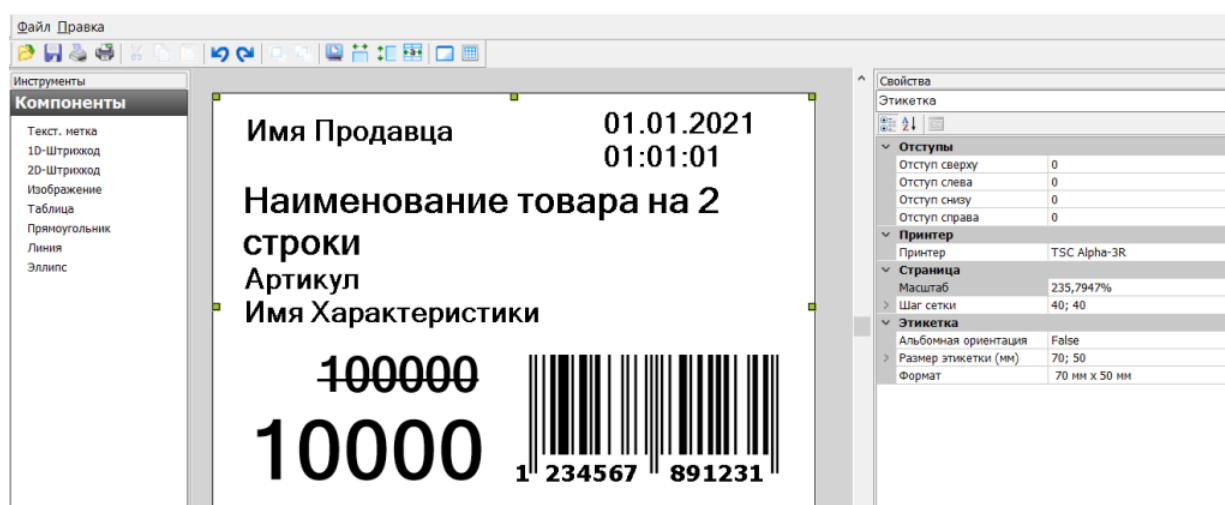 Файл Правка
Инструменты
Компоненты
Текст. метка
1D-Штрихкод
2D-Штрихкод
Изображение
Таблица
Прямоугольник
Линия
Эллипс
Имя Продавца
01.01.2021
01:01:01
Наименование товара на 2
строки
Артикул
Имя Характеристики
100000
10000
1 234567 891231
Свойства
Этикетка
Отступы
Отступ сверху 0
Отступ слева 0
Отступ снизу 0
Отступ справа 0
Принтер
Принтер TSC Alpha-3R
Страница
Масштаб 235,7947%
Шаг сетки 40; 40
Этикетка
Альбомная ориентация False
Размер этикетки (мм) 70; 50
Формат 70 мм x 50 мм